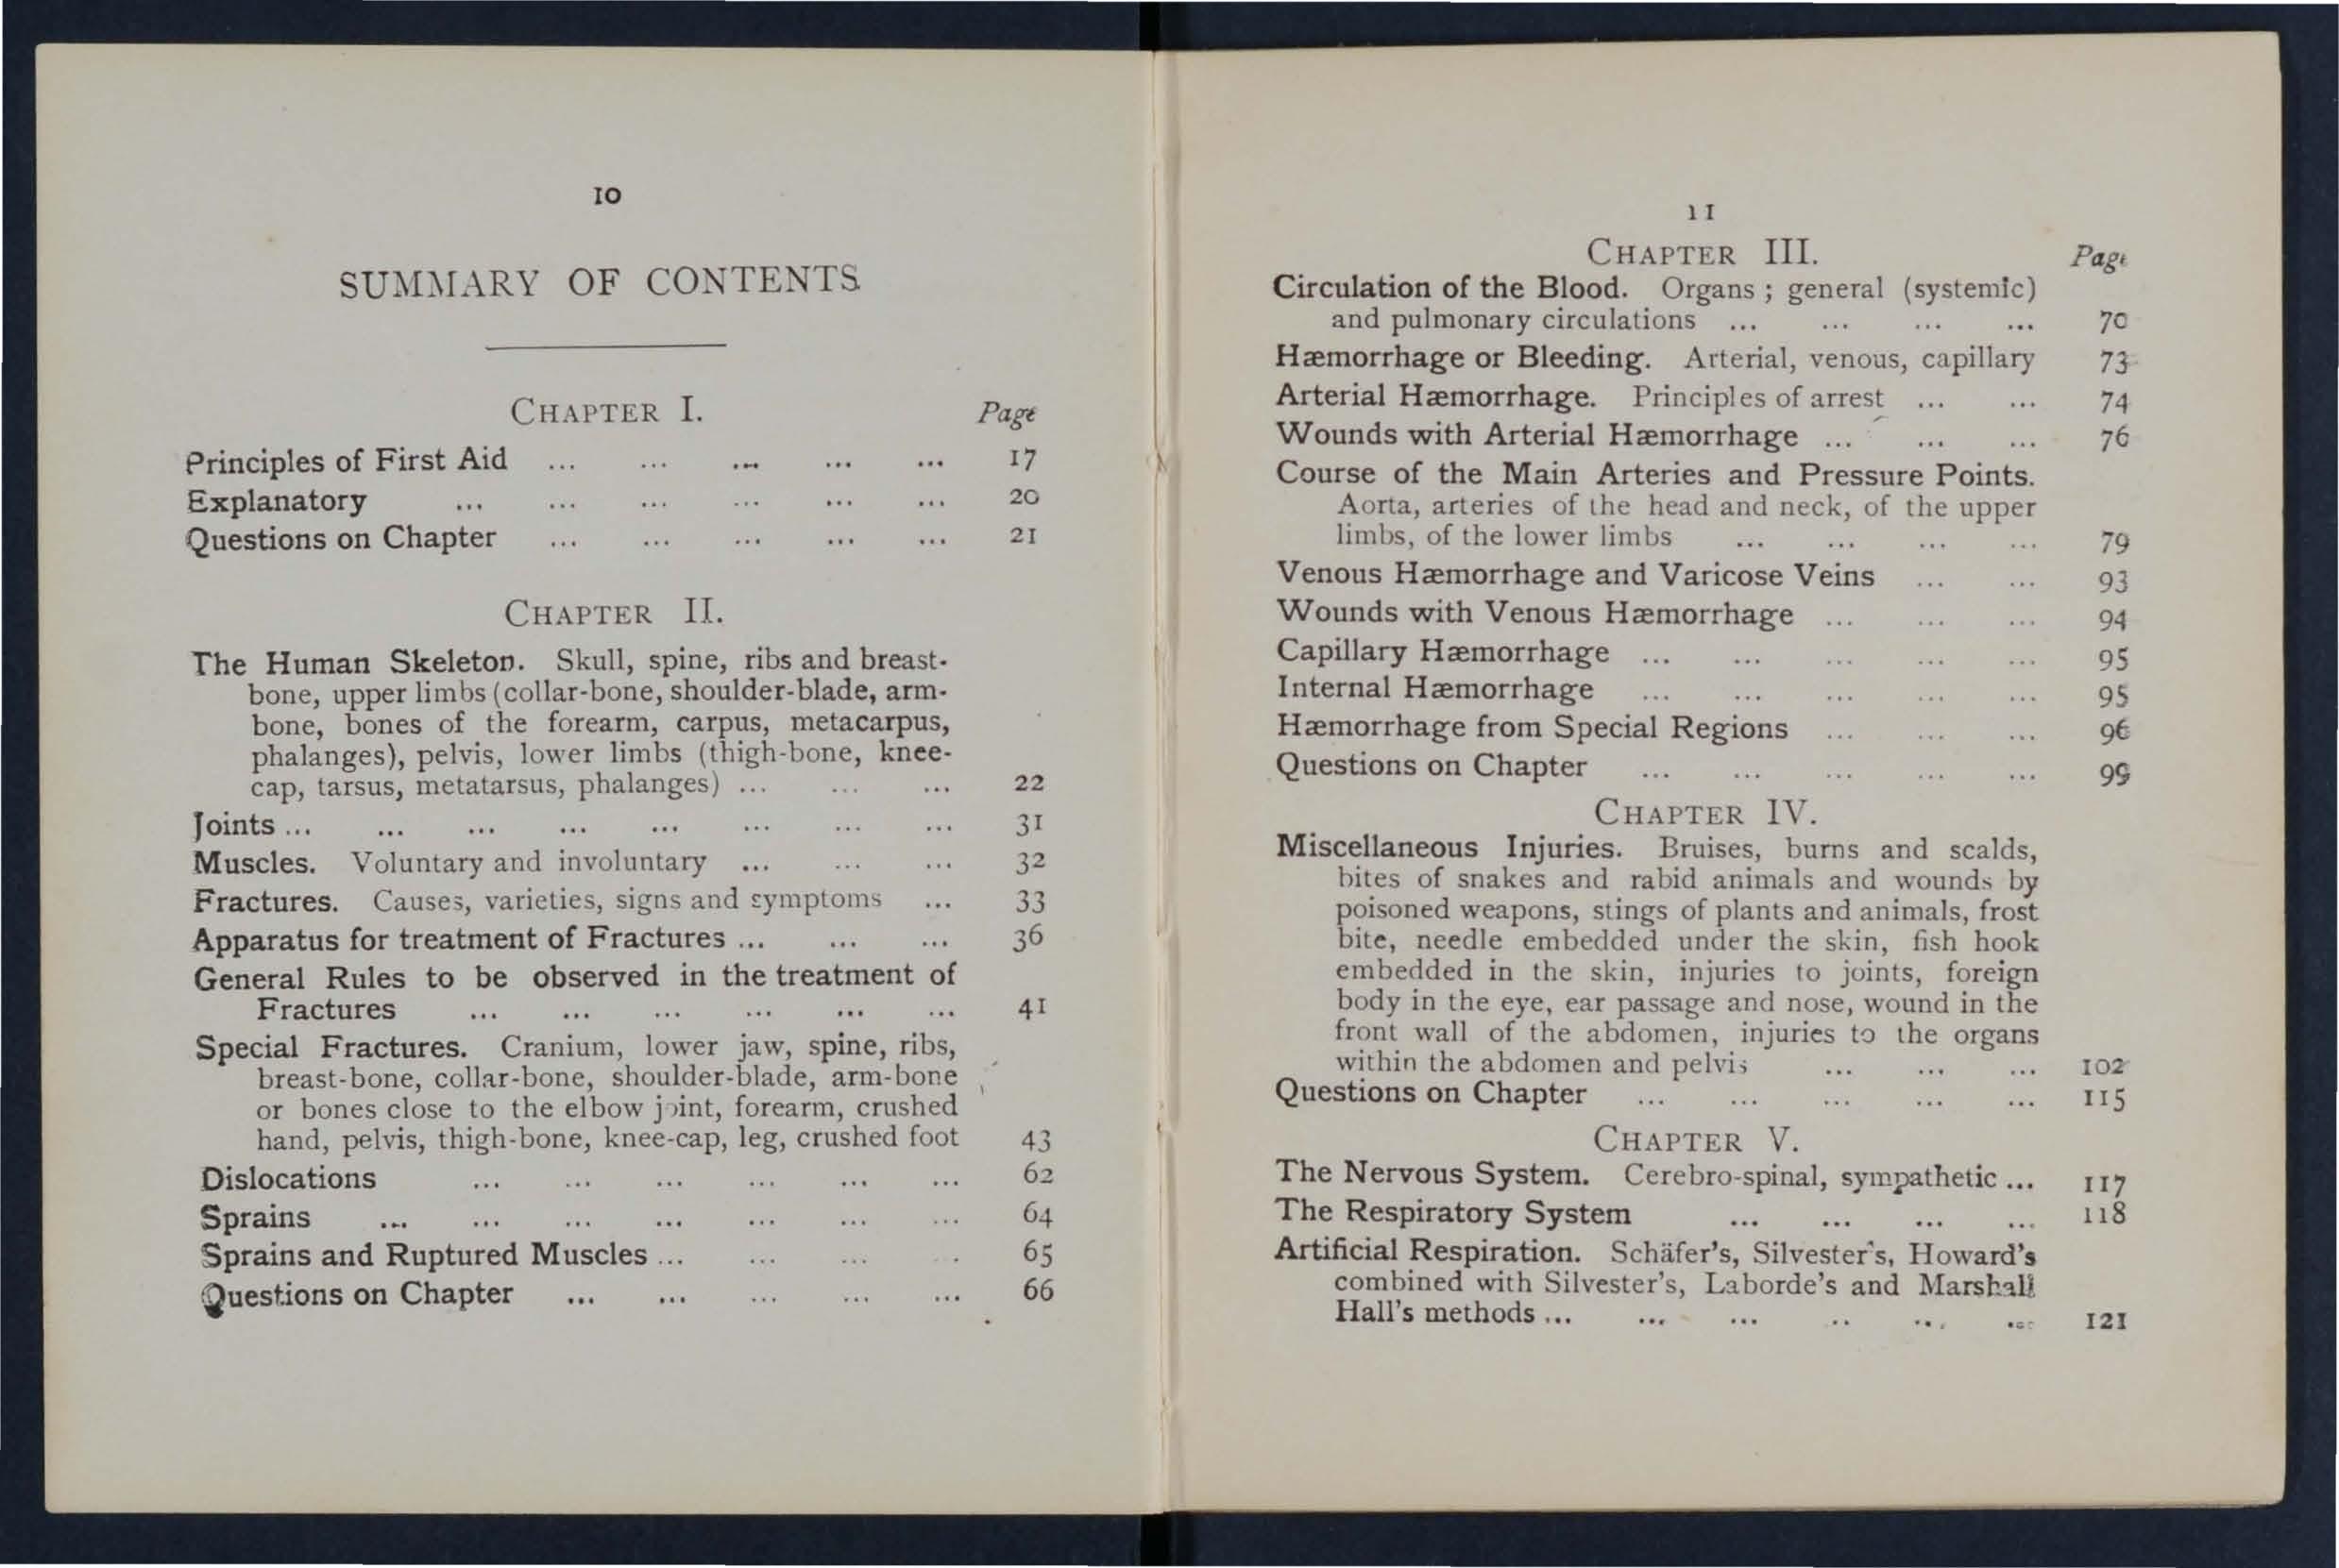 10
SUMMARY OF CONTENTS
CHAPTER I. Page
Principles of First Aid ... ... ... ... ... 17
Explanatory ... ... ... ... ... ... 20
Questions on Chapter ... ... ... ... ... 21
CHAPTER II.
The Human Skeleton. Skull, spine, ribs and breast-
bone, upper limbs (collar-bone, shoulder-blade, arm-
bone, bones of the forearm, carpus, metacarpus,
phalanges), pelvis, lower limbs (thigh-bone, knee-
cap, tarsus, metatarsus, phalanges) ... ... ... 22
Joints ... ... ... ... ... ... ... ... 31
Muscles. Voluntary and involuntary ... ... ... 32
Fractures. Causes, varieties, signs and symptoms ... 33
Apparatus for treatment of Fractures ... ... ... 36
General Rules to be observed in the treatment of
Fractures ... ... ... ... ... ... 41
Special Fractures. Cranium, lower jaw, spine, ribs,
breast-bone, collar-bone, shoulder-blade, arm-bone
or bones close to the elbow joint, forearm, crushed
hand, pelvis, thigh-bone, knee-cap, leg, crushed foot 43
Dislocations ... ... ... ... ... ... 62
Sprains ... ... ... ... ... ... ... 64
Sprains and Ruptured Muscles ... ... ... ... 65
Questions on Chapter ... ... ... ... ... 66
11
CHAPTER III. Page
Circulation of the Blood. Organs; general (systemic)
and pulmonary circulations ... ... ... ... 70
Hæmorrhage or Bleeding. Arterial, venous, capillary 73
Arterial Hæmorrhage. Principles of arrest ... ... 74
Wounds with Arterial Hæmorrhage ... ... ... 76
Course of the Main Arteries and Pressure Points.
Aorta, arteries of the head and neck, of the upper
limbs, of the lower limbs ... ... ... ... 79
Venous Hæmorrhage and Varicose Veins ... ... 93
Wounds with Venous Hæmorrhage ... ... ... 94
Capillary Hæmorrhage ... ... ... ... ... 95
Internal Hæmorrhage ... ... ... ... ... 95
Hæmorrhage from Special Regions ... ... ... 96
Questions on Chapter ... ... ... ... ... 99
CHAPTER IV.
Miscellaneous Injuries. Bruises, burns and scalds,
bites of snakes and rabid animals and wounds by
poisoned weapons, stings of plants and animals, frost
bite, needle embedded under the skin, fish hook
embedded in the skin, injuries to joints, foreign
body in the eye, ear passage and nose, wound in the
front wall of the abdomen, injuries to the organs
within the abdomen and pelvis ... ... ... 102
Questions on Chapter ... ... ... ... ... 115
CHAPTER V.
The Nervous System. Cerebro-spinal, sympathetic ... 117
The Respiratory System ... ... ... ... 118
Artificial Respiration. Schäfer's, Silvester's, Howard's
combined with Silvester's, Laborde's and Marshall
Hall's methods ... ... ... ... ... ... 121